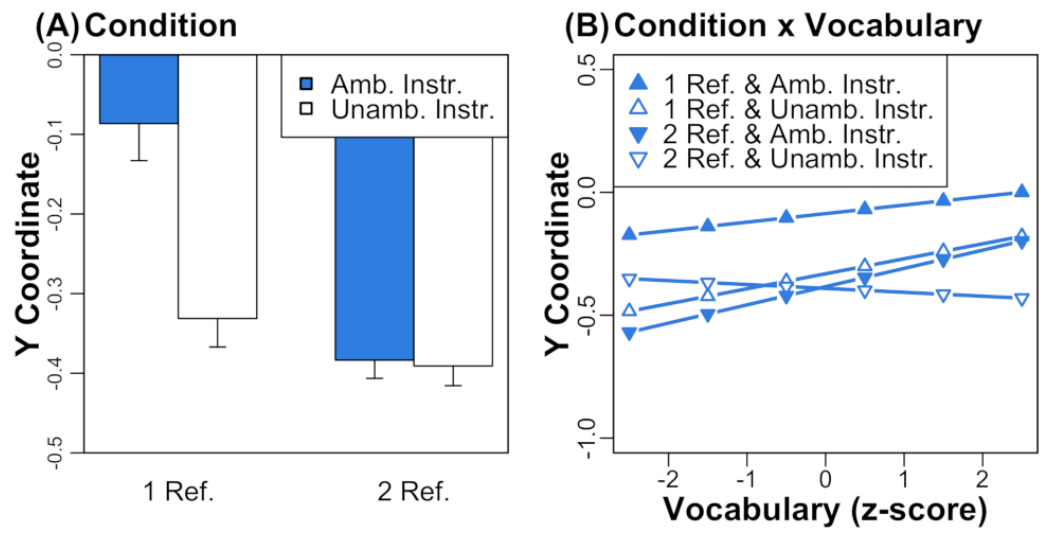 (A) Condition
Y Coordinate
0.0
-0.1
-0.2
-0.3
-0.4
-0.5
Amb. Instr.
Unamb. Instr.
1 Ref.
2 Ref.
(B) Condition x Vocabulary
Y Coordinate
0.5
0.0
-0.5
-1.0
1 Ref. & Amb. Instr.
1 Ref. & Unamb. Instr.
2 Ref. & Amb. Instr.
2 Ref. & Unamb. Instr.
-2 -1 0 1 2
Vocabulary (z-score)